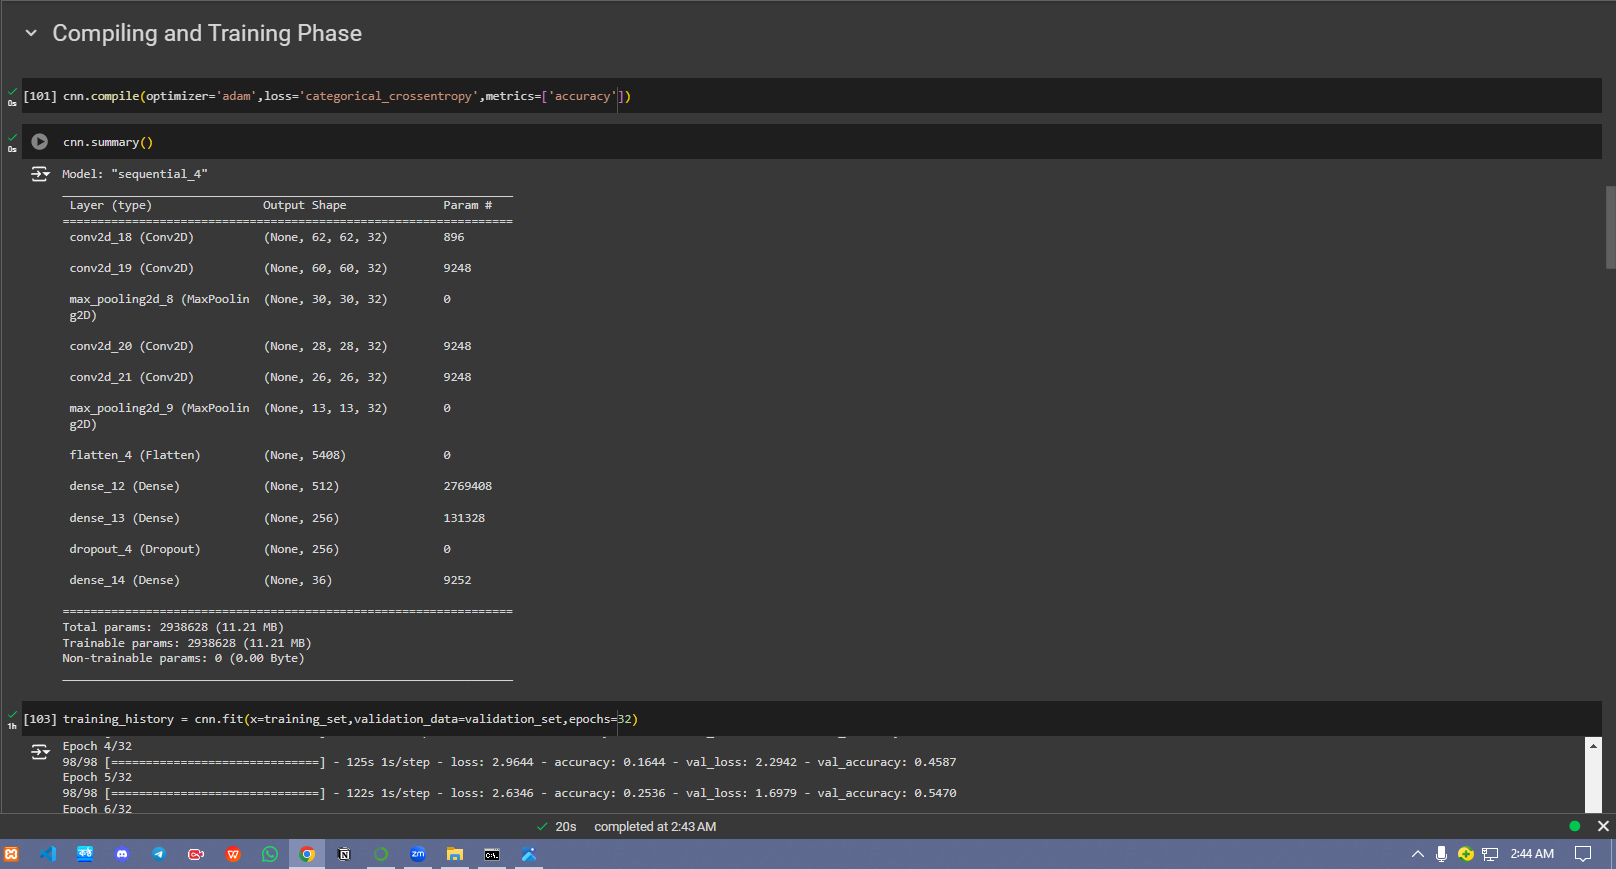 Compiling and Training Phase
[101] cnn.compile(optimizer='adam',loss='categorical_crossentropy',metrics=['accuracy'])
0s
cnn.summary()
0s
Model: "sequential_4"
Layer (type) Output Shape Param #
=================================================================
conv2d_18 (Conv2D) (None, 62, 62, 32) 896
conv2d_19 (Conv2D) (None, 60, 60, 32) 9248
max_pooling2d_8 (MaxPoolin (None, 30, 30, 32) 0
g2D)
conv2d_20 (Conv2D) (None, 28, 28, 32) 9248
conv2d_21 (Conv2D) (None, 26, 26, 32) 9248
max_pooling2d_9 (MaxPoolin (None, 13, 13, 32) 0
g2D)
flatten_4 (Flatten) (None, 5408) 0
dense_12 (Dense) (None, 512) 2769408
dense_13 (Dense) (None, 256) 131328
dropout_4 (Dropout) (None, 256) 0
dense_14 (Dense) (None, 36) 9252
=================================================================
Total params: 2938628 (11.21 MB)
Trainable params: 2938628 (11.21 MB)
Non-trainable params: 0 (0.00 Byte)
[103] training_history = cnn.fit(x=training_set,validation_data=validation_set,epochs=32)
1h
Epoch 4/32
98/98 [==============================] - 125s 1s/step - loss: 2.9644 - accuracy: 0.1644 - val_loss: 2.2942 - val_accuracy: 0.4587
Epoch 5/32
98/98 [==============================] - 122s 1s/step - loss: 2.6346 - accuracy: 0.2536 - val_loss: 1.6979 - val_accuracy: 0.5470
Epoch 6/32
20s completed at 2:43 AM
zm
2:44 AM